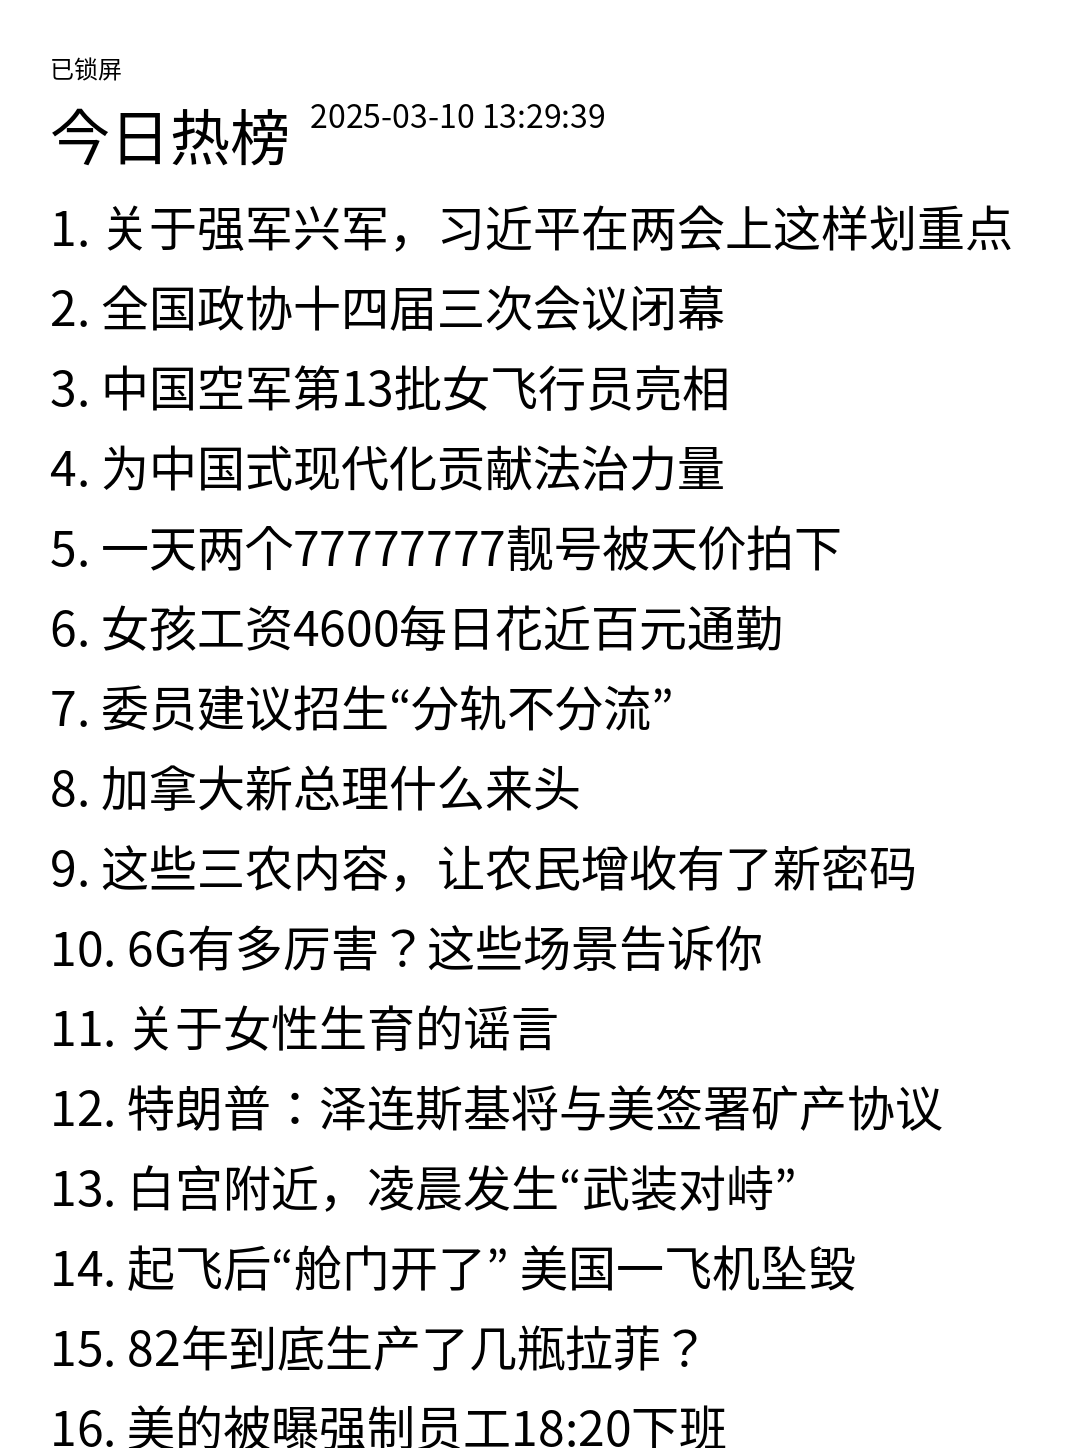 已锁屏
今日热榜 2025-03-10 13:29:39
1. 关于强军兴军，习近平在两会上这样划重点
2. 全国政协十四届三次会议闭幕
3. 中国空军第13批女飞行员亮相
4. 为中国式现代化贡献法治力量
5. 一天两个77777777靓号被天价拍下
6. 女孩工资4600每日花近百元通勤
7. 委员建议招生“分轨不分流”
8. 加拿大新总理什么来头
9. 这些三农内容，让农民增收有了新密码
10. 6G有多厉害？这些场景告诉你
11. 关于女性生育的谣言
12. 特朗普：泽连斯基将与美签署矿产协议
13. 白宫附近，凌晨发生“武装对峙”
14. 起飞后“舱门开了” 美国一飞机坠毁
15. 82年到底生产了几瓶拉菲？
16. 美的被曝强制员工18:20下班